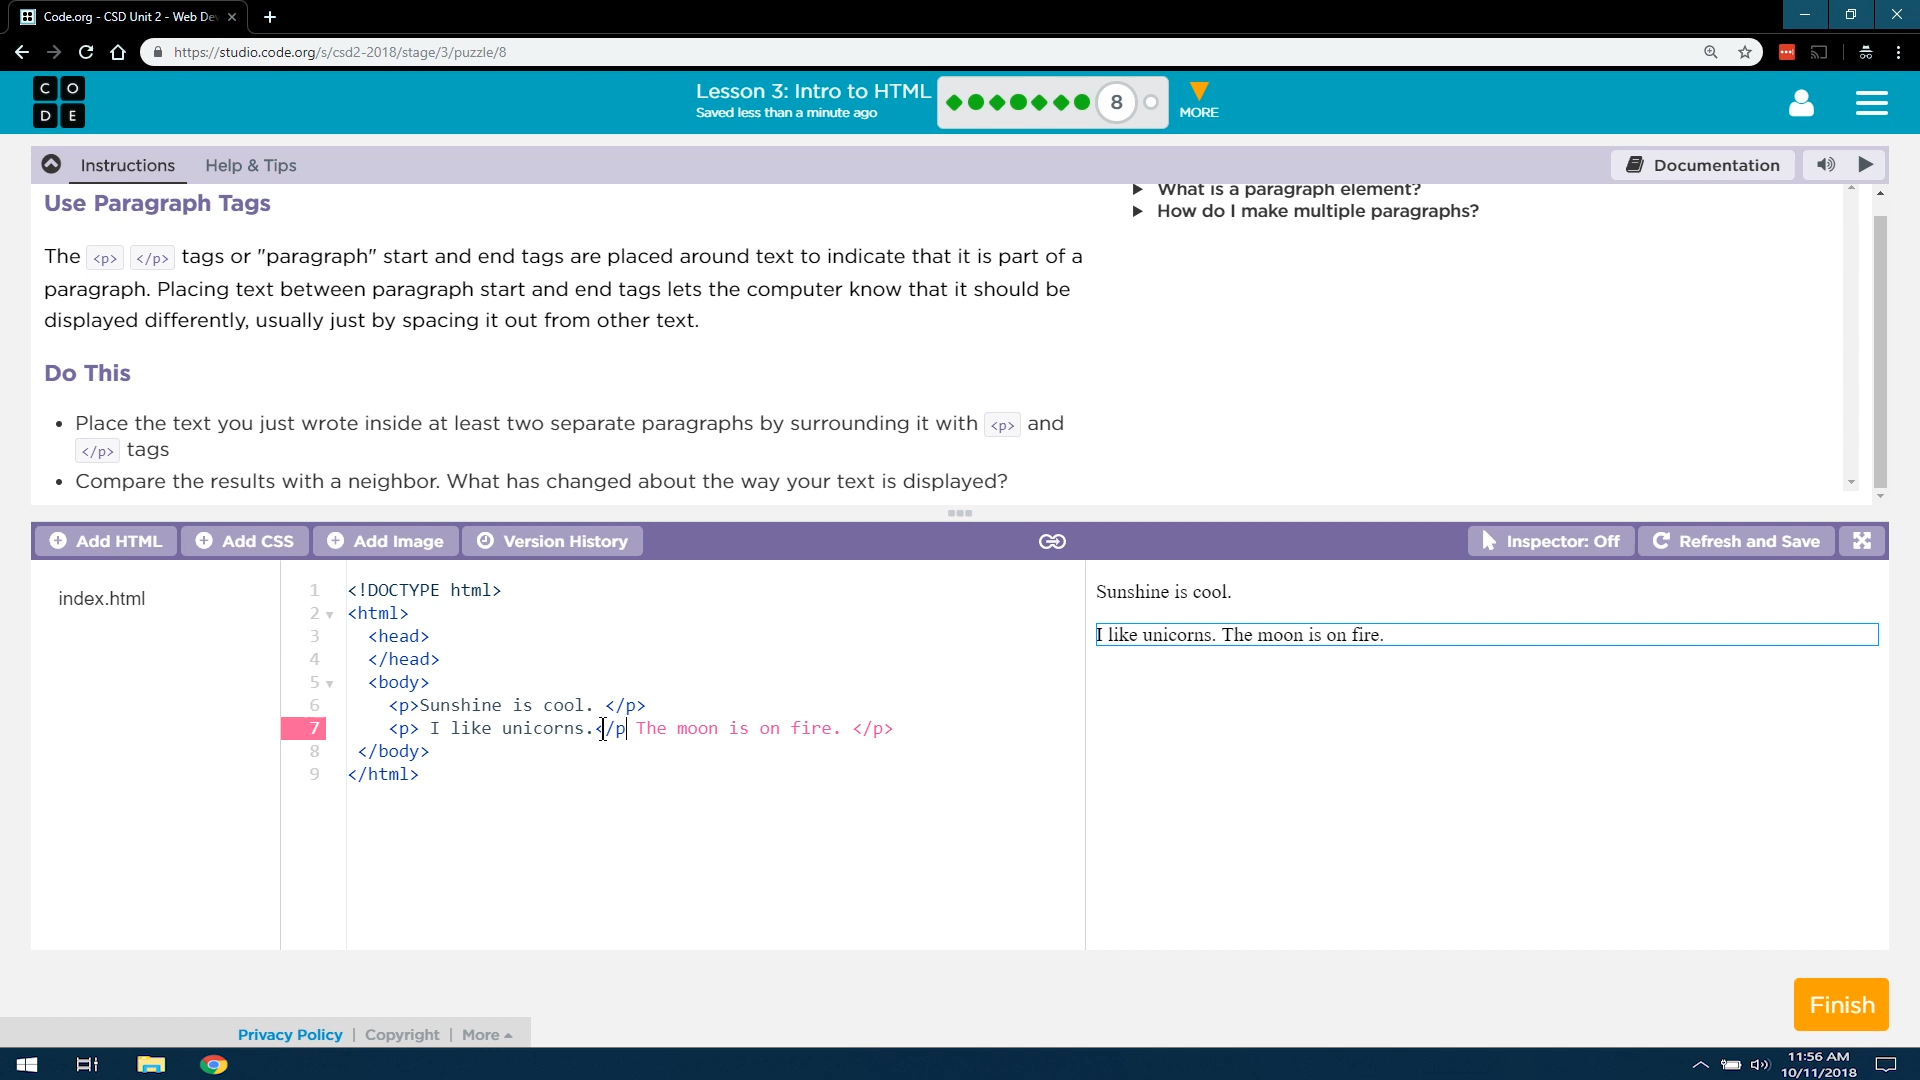 Code.org - CSD Unit 2 - Web De
https://studio.code.org/s/csd2-2018/stage/3/puzzle/8
C O
D E
Lesson 3: Intro to HTML
Saved less than a minute ago
8
MORE
Instructions
Help & Tips
Documentation
Use Paragraph Tags
The <p> </p> tags or "paragraph" start and end tags are placed around text to indicate that it is part of a
paragraph. Placing text between paragraph start and end tags lets the computer know that it should be
displayed differently, usually just by spacing it out from other text.
Do This
• Place the text you just wrote inside at least two separate paragraphs by surrounding it with <p> and
</p> tags
• Compare the results with a neighbor. What has changed about the way your text is displayed?
What is a paragraph element?
How do I make multiple paragraphs?
Add HTML
Add CSS
Add Image
Version History
Inspector: Off
Refresh and Save
index.html
1 <!DOCTYPE html>
2 <html>
3 <head>
4 </head>
5 <body>
6 <p>Sunshine is cool. </p>
7 <p> I like unicorns.</p The moon is on fire. </p>
8 </body>
9 </html>
Sunshine is cool.
I like unicorns. The moon is on fire.
Finish
Privacy Policy | Copyright | More
11:56 AM
10/11/2018